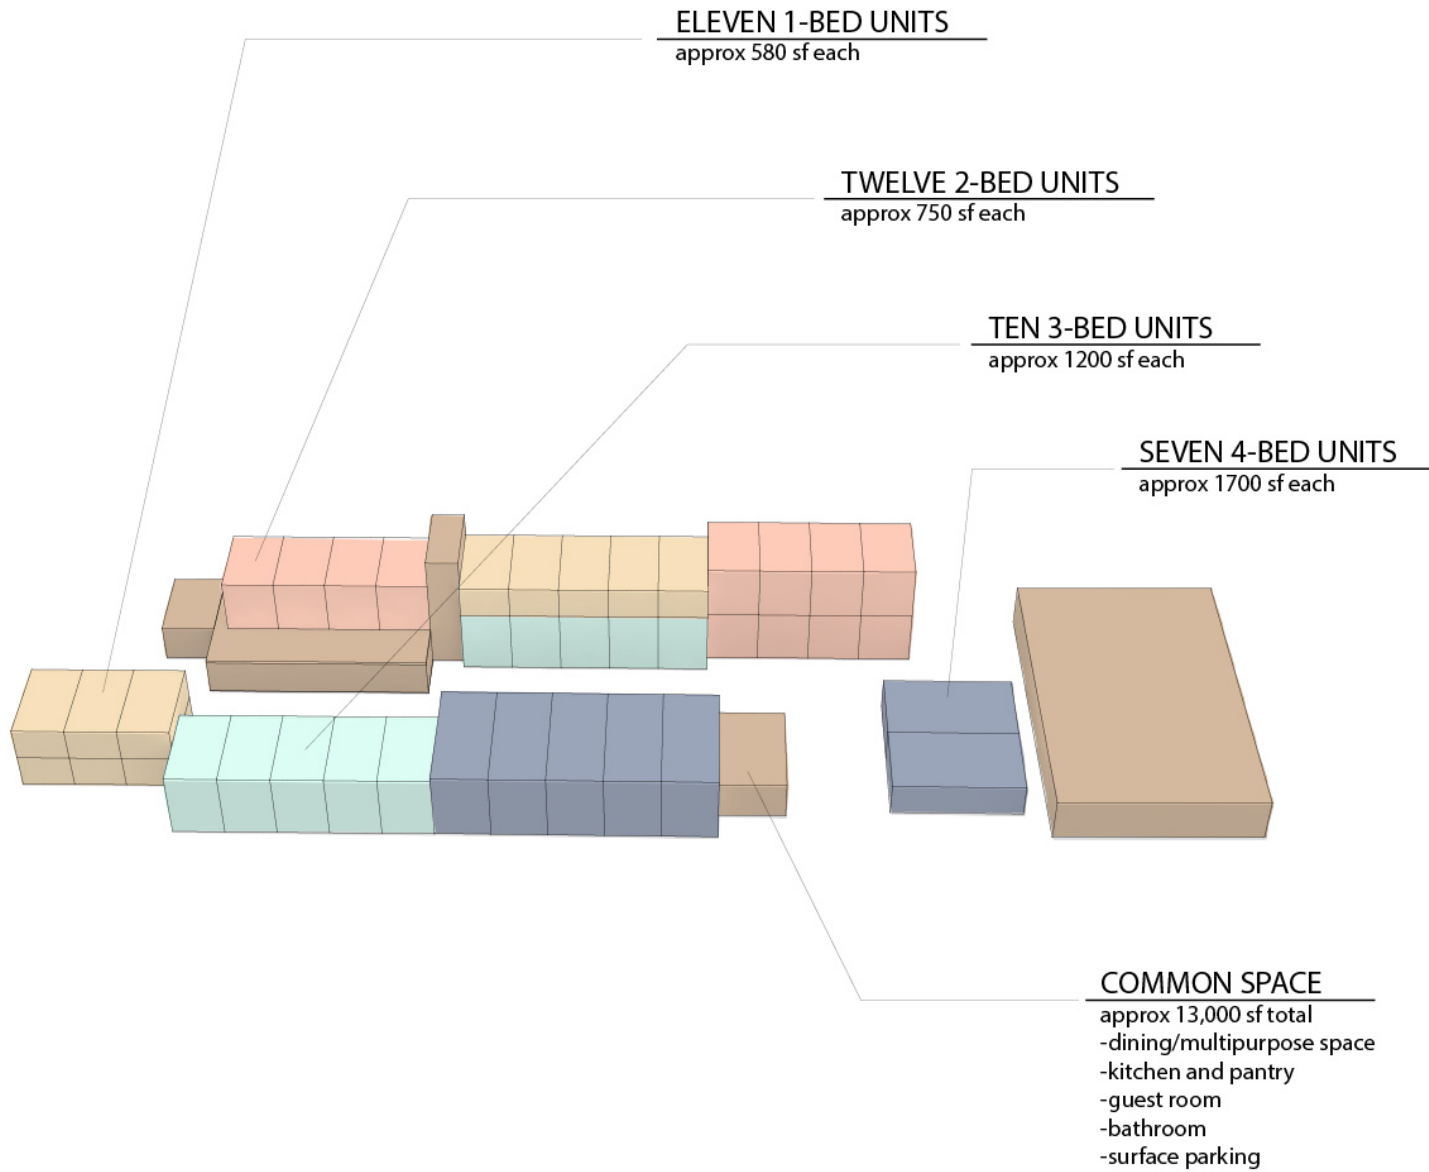 ELEVEN 1-BED UNITS
approx 580 sf each
TWELVE 2-BED UNITS
approx 750 sf each
TEN 3-BED UNITS
approx 1200 sf each
SEVEN 4-BED UNITS
approx 1700 sf each
COMMON SPACE
approx 13,000 sf total
-dining/multipurpose space
-kitchen and pantry
-guest room
-bathroom
-surface parking